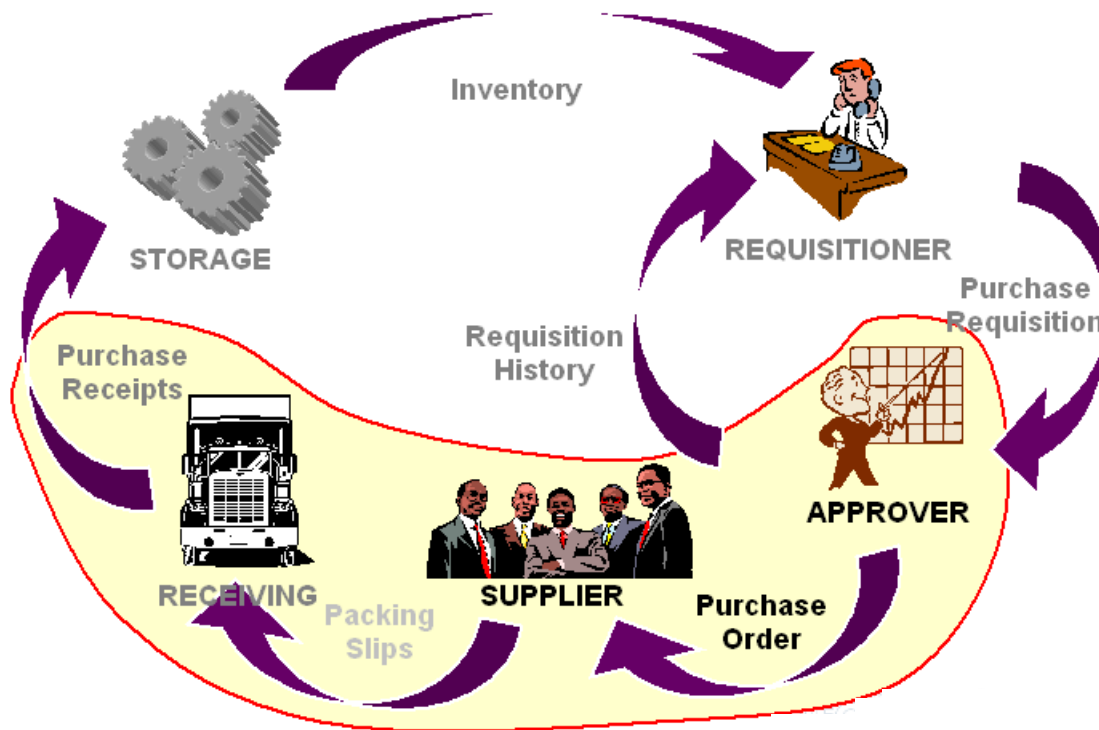 Inventory
STORAGE
REQUISITIONER
Purchase
Requisition
Requisition
History
Purchase
Receipts
APPROVER
RECEIVING
Packing
Slips
SUPPLIER
Purchase
Order